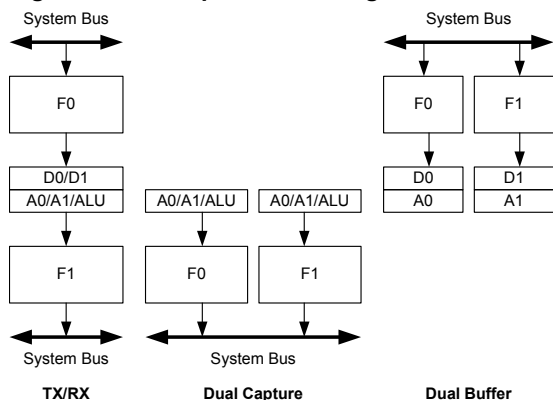 System Bus
System Bus
F0
F0
F1
D0/D1
D0
D1
A0/A1/ALU
A0/A1/ALU
A0/A1/ALU
A0
A1
F1
F0
F1
System Bus
System Bus
TX/RX
Dual Capture
Dual Buffer